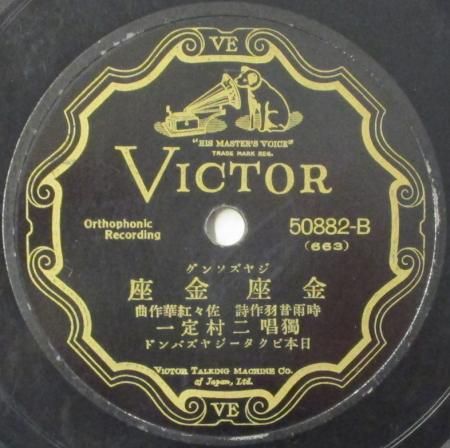 VE
"HIS MASTER'S VOICE"
TRADE MARK REG.
VICTOR
Orthophonic
Recording
50882-B
(663)
ジヤズソング
金座金座
時雨音羽作詩 佐々紅華作曲
獨唱 二村定一
日本ビクタージヤズバンド
VICTOR TALKING MACHINE CO.
of Japan, Ltd.
VE